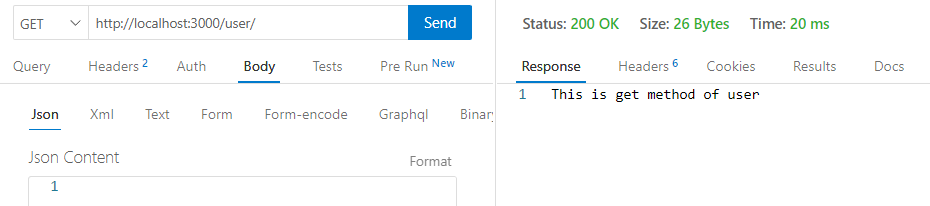 GET http://localhost:3000/user/ Send
Query Headers 2 Auth Body Tests Pre Run New
Json Xml Text Form Form-encode Graphql
Json Content Format
1
Status: 200 OK Size: 26 Bytes Time: 20 ms
Response Headers 6 Cookies Results Docs
1 This is get method of user